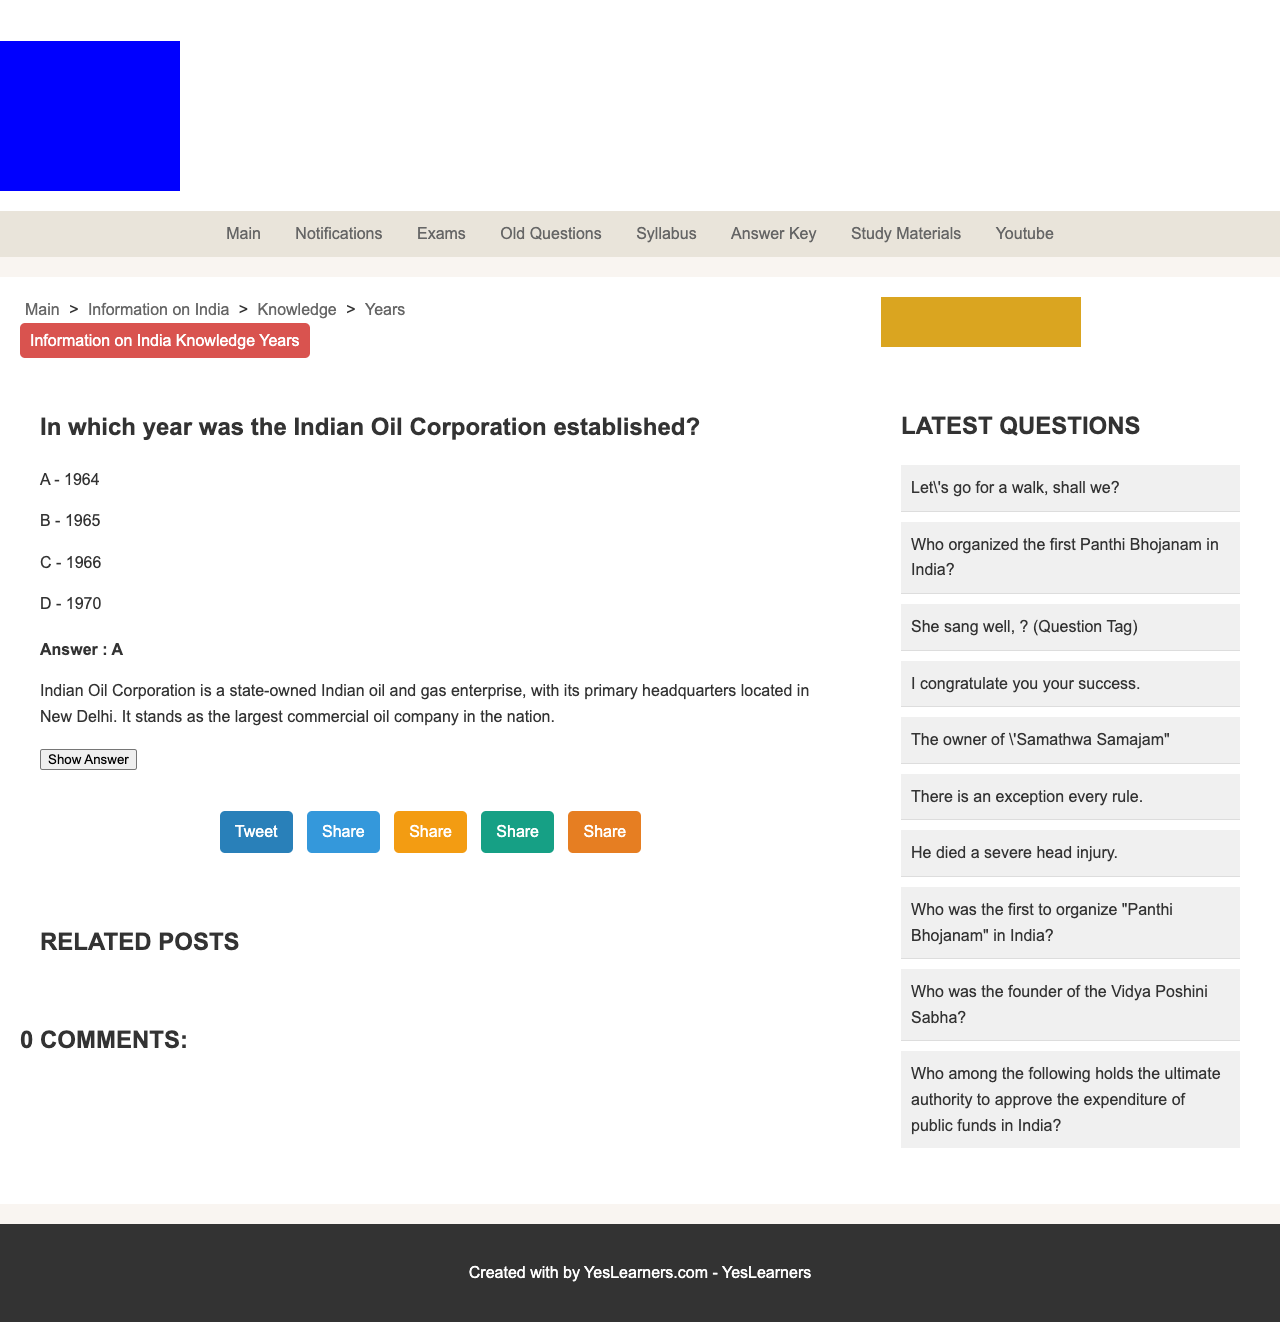 Main Notifications Exams Old Questions Syllabus Answer Key Study Materials Youtube
Main > Information on India > Knowledge > Years
Information on India Knowledge Years
In which year was the Indian Oil Corporation established?
A - 1964
B - 1965
C - 1966
D - 1970
Answer : A
Indian Oil Corporation is a state-owned Indian oil and gas enterprise, with its primary headquarters located in
New Delhi. It stands as the largest commercial oil company in the nation.
Show Answer
Tweet Share Share Share Share
RELATED POSTS
0 COMMENTS:
LATEST QUESTIONS
Let\'s go for a walk, shall we?
Who organized the first Panthi Bhojanam in
India?
She sang well, ? (Question Tag)
I congratulate you your success.
The owner of \'Samathwa Samajam"
There is an exception every rule.
He died a severe head injury.
Who was the first to organize "Panthi
Bhojanam" in India?
Who was the founder of the Vidya Poshini
Sabha?
Who among the following holds the ultimate
authority to approve the expenditure of
public funds in India?
Created with by YesLearners.com - YesLearners